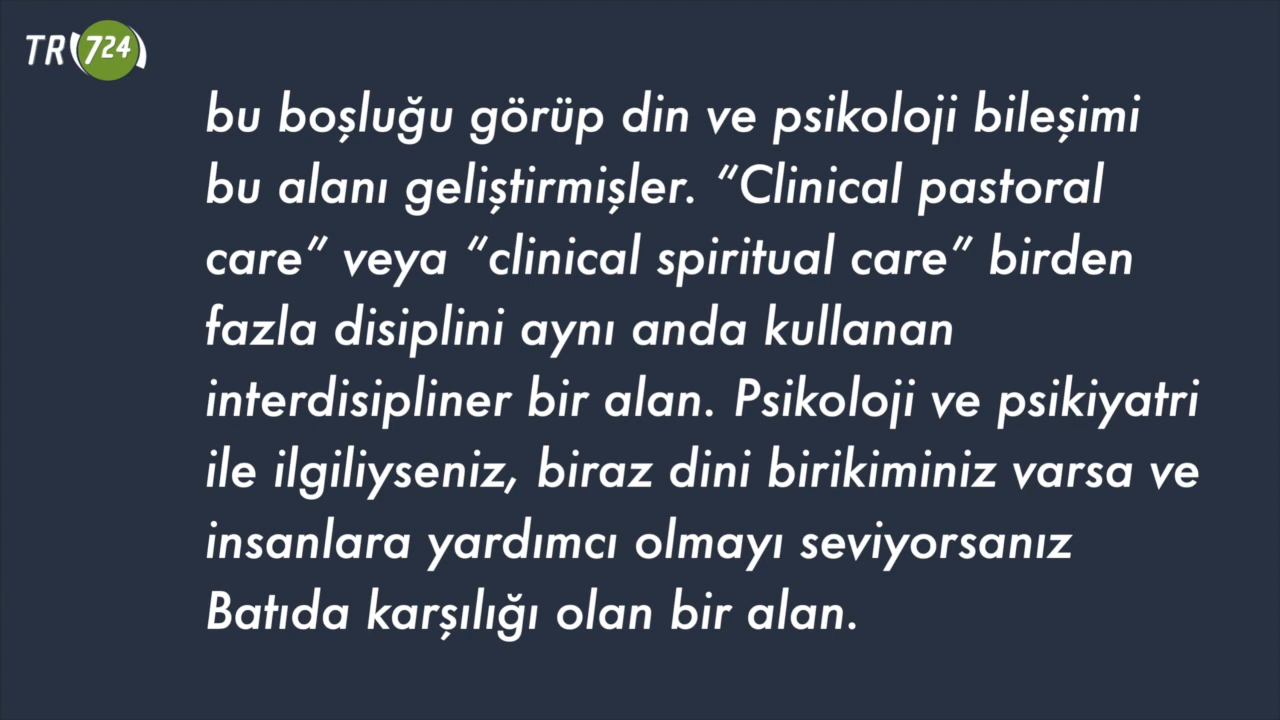 TR 724
bu boşluğu görüp din ve psikoloji bileşimi
bu alanı geliştirmişler. “Clinical pastoral
care” veya “clinical spiritual care” birden
fazla disiplini aynı anda kullanan
interdisipliner bir alan. Psikoloji ve psikiyatri
ile ilgiliyseniz, biraz dini birikiminiz varsa ve
insanlara yardımcı olmayı seviyorsanız
Batıda karşılığı olan bir alan.